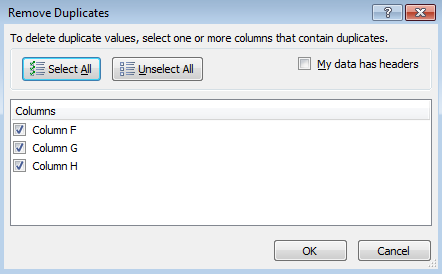 Remove Duplicates
To delete duplicate values, select one or more columns that contain duplicates.
Select All Unselect All My data has headers
Columns
Column F
Column G
Column H
OK Cancel